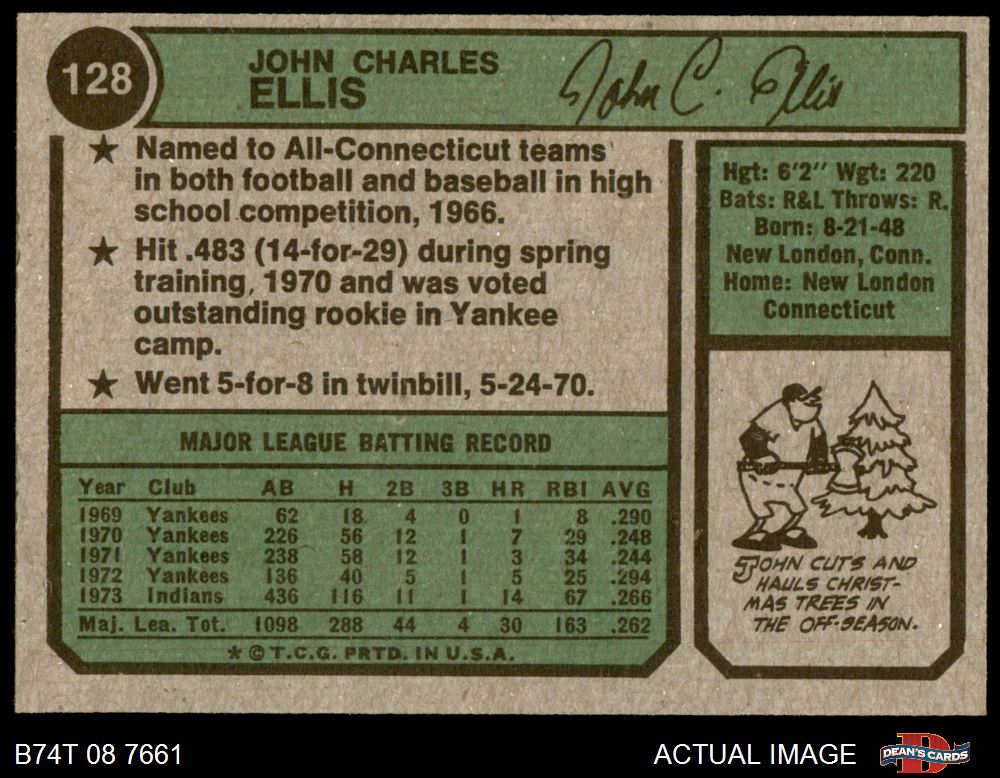 128
JOHN CHARLES
ELLIS
John C. Ellis
★ Named to All-Connecticut teams
in both football and baseball in high
school competition, 1966.
★ Hit .483 (14-for-29) during spring
training, 1970 and was voted
outstanding rookie in Yankee
camp.
★ Went 5-for-8 in twinbill, 5-24-70.
MAJOR LEAGUE BATTING RECORD
Year Club AB H 2B 3B HR RBI AVG
1969 Yankees 62 18 4 0 1 8 .290
1970 Yankees 226 56 12 1 7 29 .248
1971 Yankees 238 58 12 1 3 34 .244
1972 Yankees 136 40 5 1 5 25 .294
1973 Indians 436 116 11 1 14 67 .266
Maj. Lea. Tot. 1098 288 44 4 30 163 .262
* © T.C.G. PRTD. IN U.S.A.
Hgt: 6'2'' Wgt: 220
Bats: R&L Throws: R.
Born: 8-21-48
New London, Conn.
Home: New London
Connecticut
JOHN CUTS AND
HAULS CHRIST-
MAS TREES IN
THE OFF-SEASON.
B74T 08 7661
ACTUAL IMAGE
DEAN'S CARDS